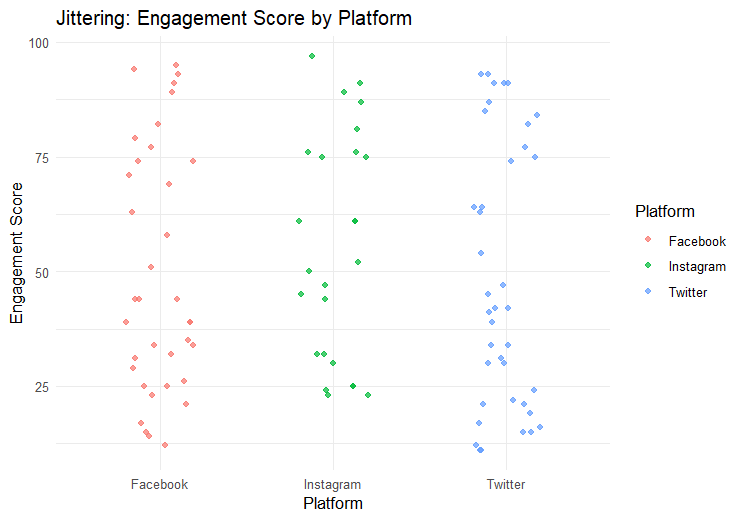 Jittering: Engagement Score by Platform
100
75
50
25
Engagement Score
Facebook
Instagram
Twitter
Platform
Platform
Facebook
Instagram
Twitter